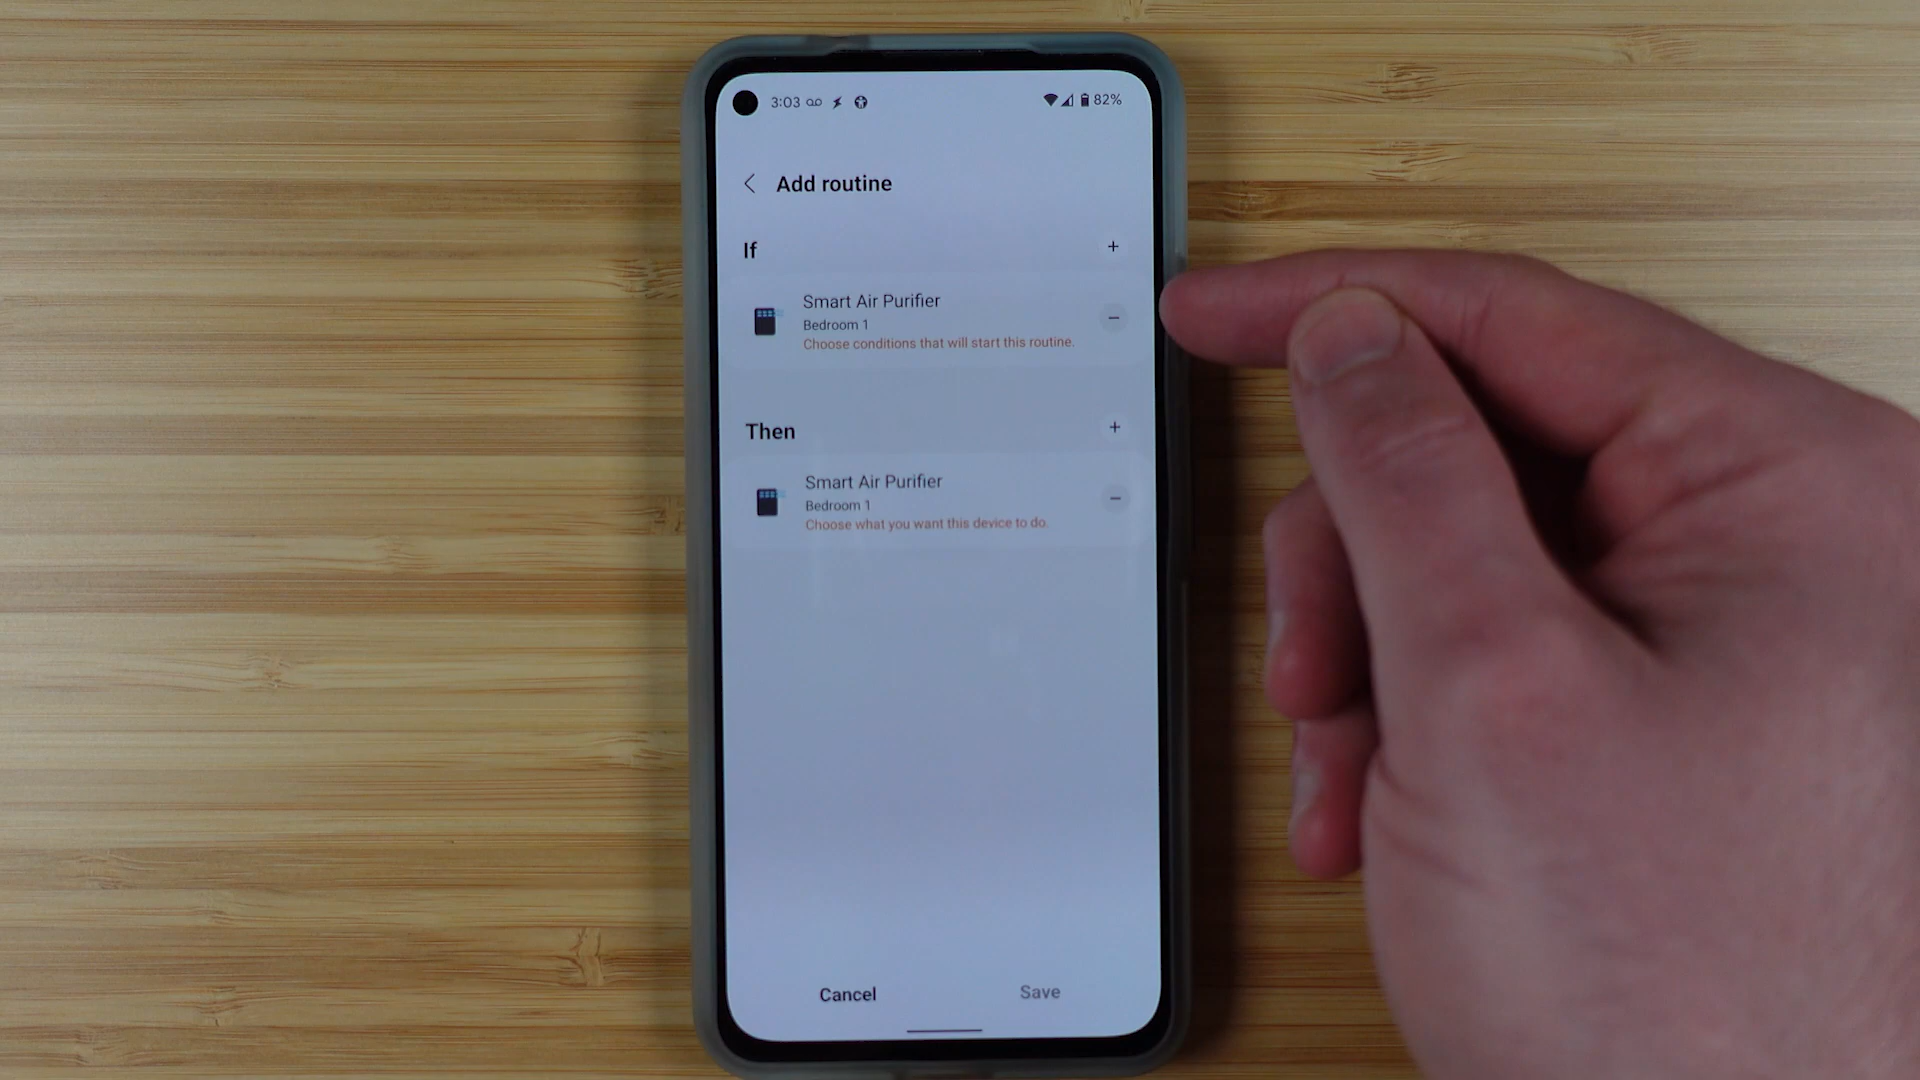 3:03
82%
Add routine
If
+
Smart Air Purifier
Bedroom 1
Choose conditions that will start this routine.
Then
+
Smart Air Purifier
Bedroom 1
Choose what you want this device to do.
Cancel
Save